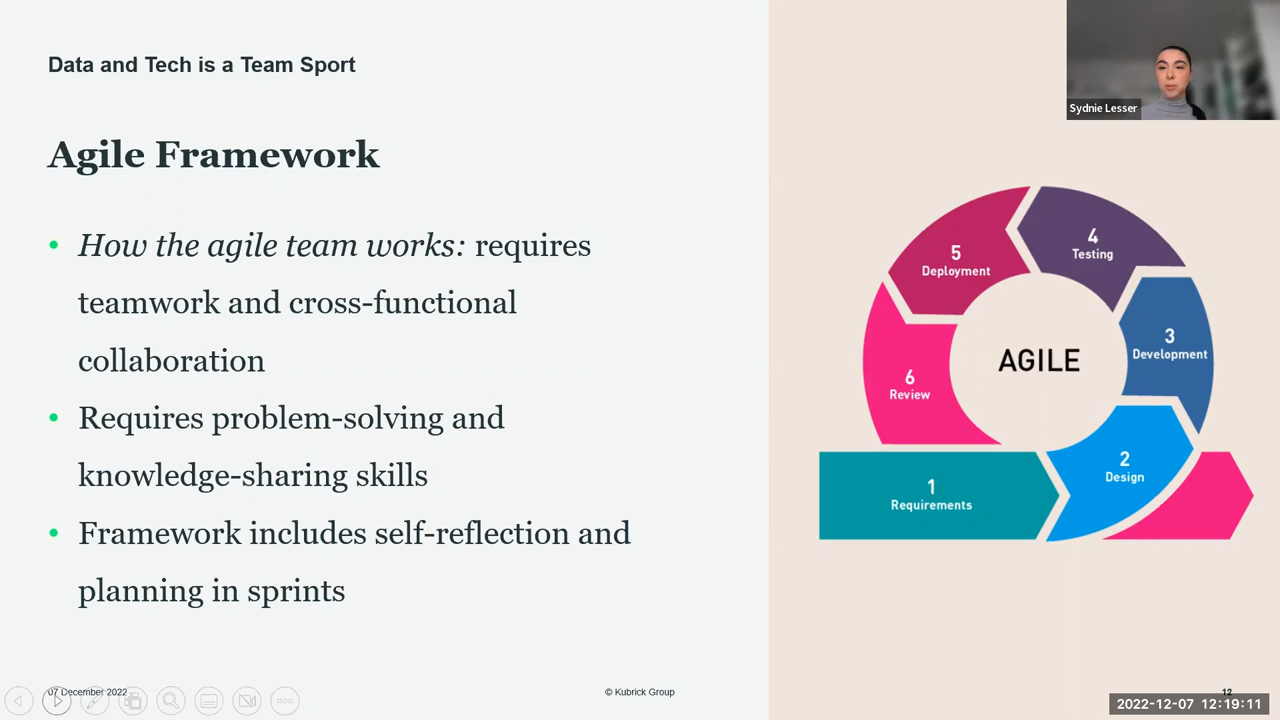 Data and Tech is a Team Sport
Sydnie Lesser
Agile Framework
• How the agile team works: requires
teamwork and cross-functional
collaboration
• Requires problem-solving and
knowledge-sharing skills
• Framework includes self-reflection and
planning in sprints
5
Deployment
4
Testing
3
Development
AGILE
6
Review
2
Design
1
Requirements
07 December 2022
© Kubrick Group
12
2022-12-07 12:19:11